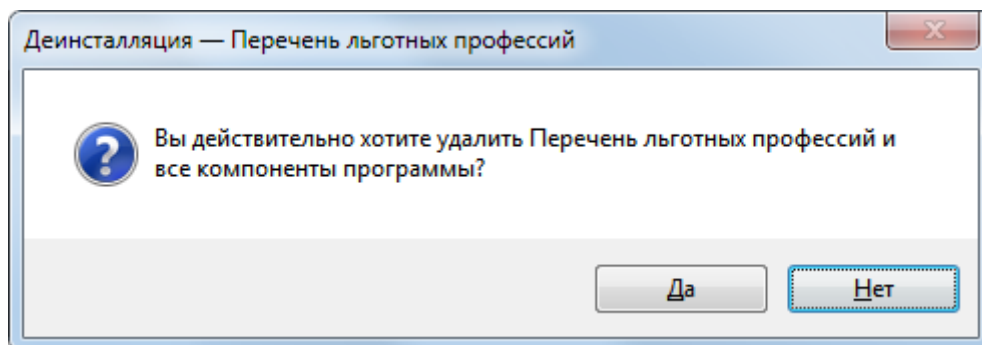 Деинсталляция — Перечень льготных профессий
Вы действительно хотите удалить Перечень льготных профессий и
все компоненты программы?
Да
Нет